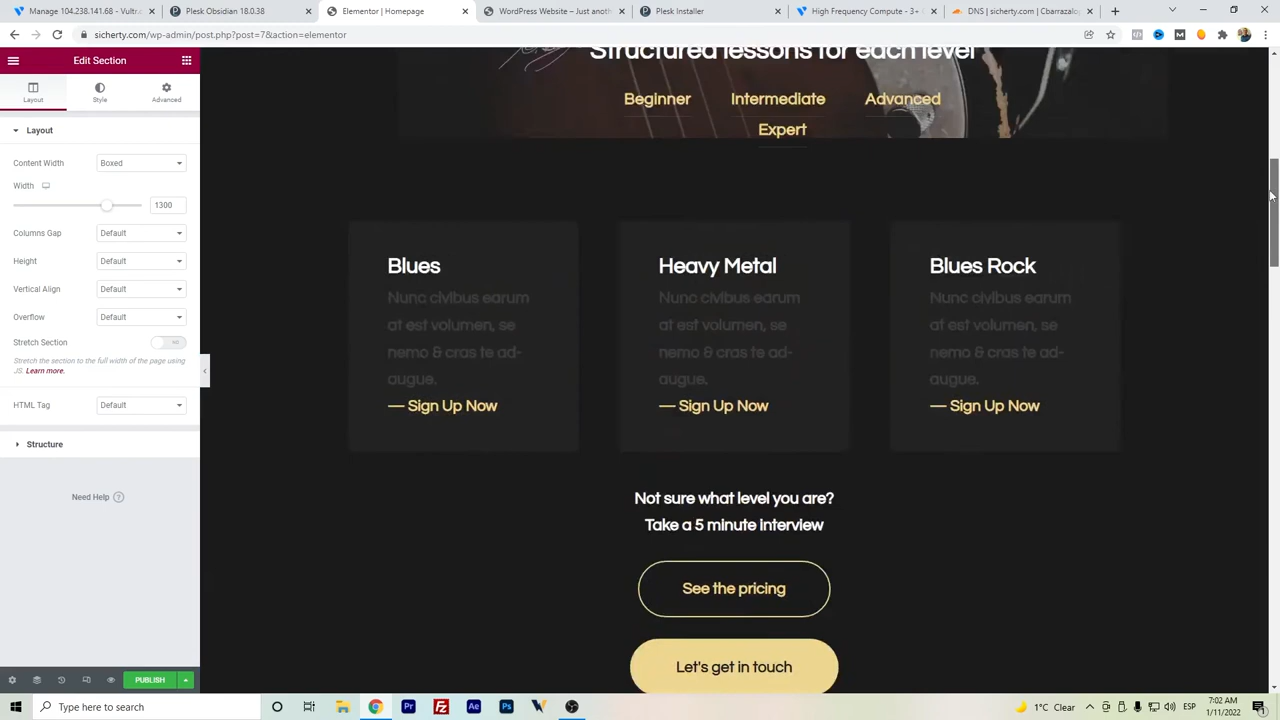 Manage 104.238.141.68 - Vultr.
Plesk Obsidian 18.0.38
Elementor | Homepage
WordPress Website – Just anoth
Plesk Installer
High Frequency Compute - 3+ G
DNS | sicherty.com | Cbarrazalop
sicherty.com/wp-admin/post.php?post=7&action=elementor
Edit Section
Layout
Style
Advanced
Layout
Content Width
Boxed
Width
1300
Columns Gap
Default
Height
Default
Vertical Align
Default
Overflow
Default
Stretch Section
NO
Stretch the section to the full width of the page using
JS. Learn more.
HTML Tag
Default
Structure
Need Help
PUBLISH
Structured lessons for each level
Beginner
Intermediate
Advanced
Expert
Blues
Nunc civibus earum
at est volumen, se
nemo & cras te ad-
augue.
— Sign Up Now
Heavy Metal
Nunc civibus earum
at est volumen, se
nemo & cras te ad-
augue.
— Sign Up Now
Blues Rock
Nunc civibus earum
at est volumen, se
nemo & cras te ad-
augue.
— Sign Up Now
Not sure what level you are?
Take a 5 minute interview
See the pricing
Let's get in touch
Type here to search
1°C Clear
ESP
7:02 AM
1/11/2022